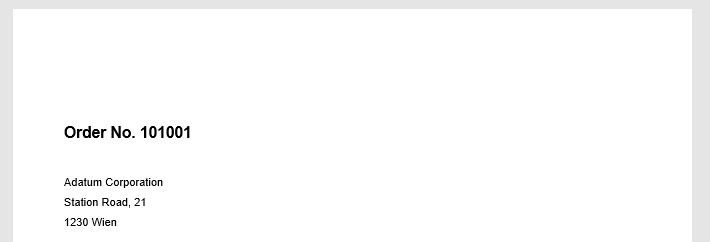 Order No. 101001
Adatum Corporation
Station Road, 21
1230 Wien